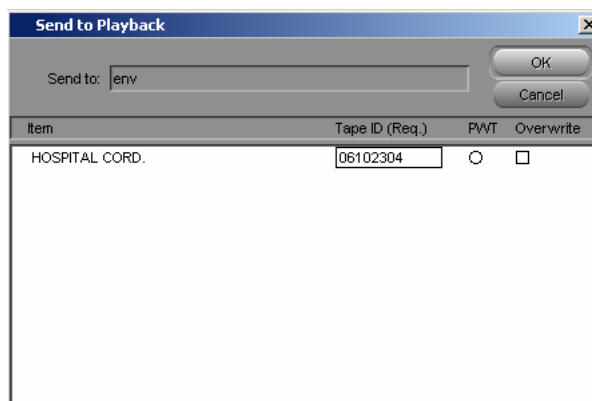 Send to Playback
OK
Send to: env
Cancel
Item Tape ID (Req.) PWT Overwrite
HOSPITAL CORD. 06102304